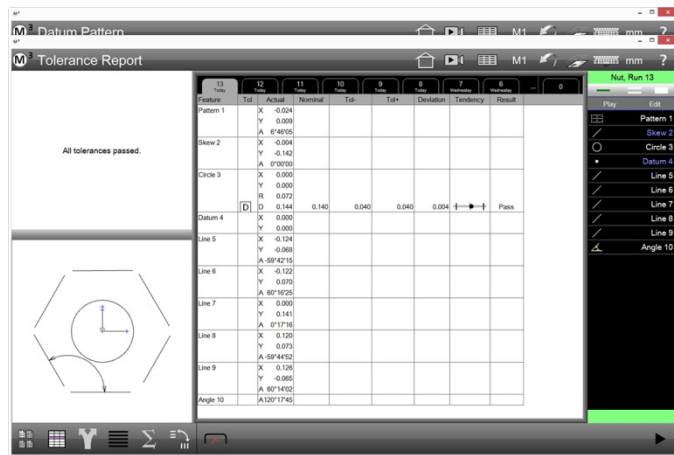 M³
M³ Datum Pattern M1 mm ?
M³
M³ Tolerance Report M1 mm ?
All tolerances passed.
13 12 11 10 9 8 7 6 ... 0
Today Today Today Today Today Today Wednesday Wednesday
Feature Tol Actual Nominal Tol- Tol+ Deviation Tendency Result
Pattern 1 X -0.024
Y 0.009
A 6°46'05
Skew 2 X -0.004
Y -0.142
A 0°00'00
Circle 3 X 0.000
Y 0.000
R 0.072
D D 0.144 0.140 0.040 0.040 0.004 Pass
Datum 4 X 0.000
Y 0.000
Line 5 X -0.124
Y -0.068
A -59°42'15
Line 6 X -0.122
Y 0.070
A 60°16'25
Line 7 X 0.000
Y 0.141
A 0°17'16
Line 8 X 0.120
Y 0.073
A -59°44'52
Line 9 X 0.126
Y -0.065
A 60°14'02
Angle 10 A 120°17'45
Nut, Run 13
Play Edit
Pattern 1
Skew 2
Circle 3
Datum 4
Line 5
Line 6
Line 7
Line 8
Line 9
Angle 10